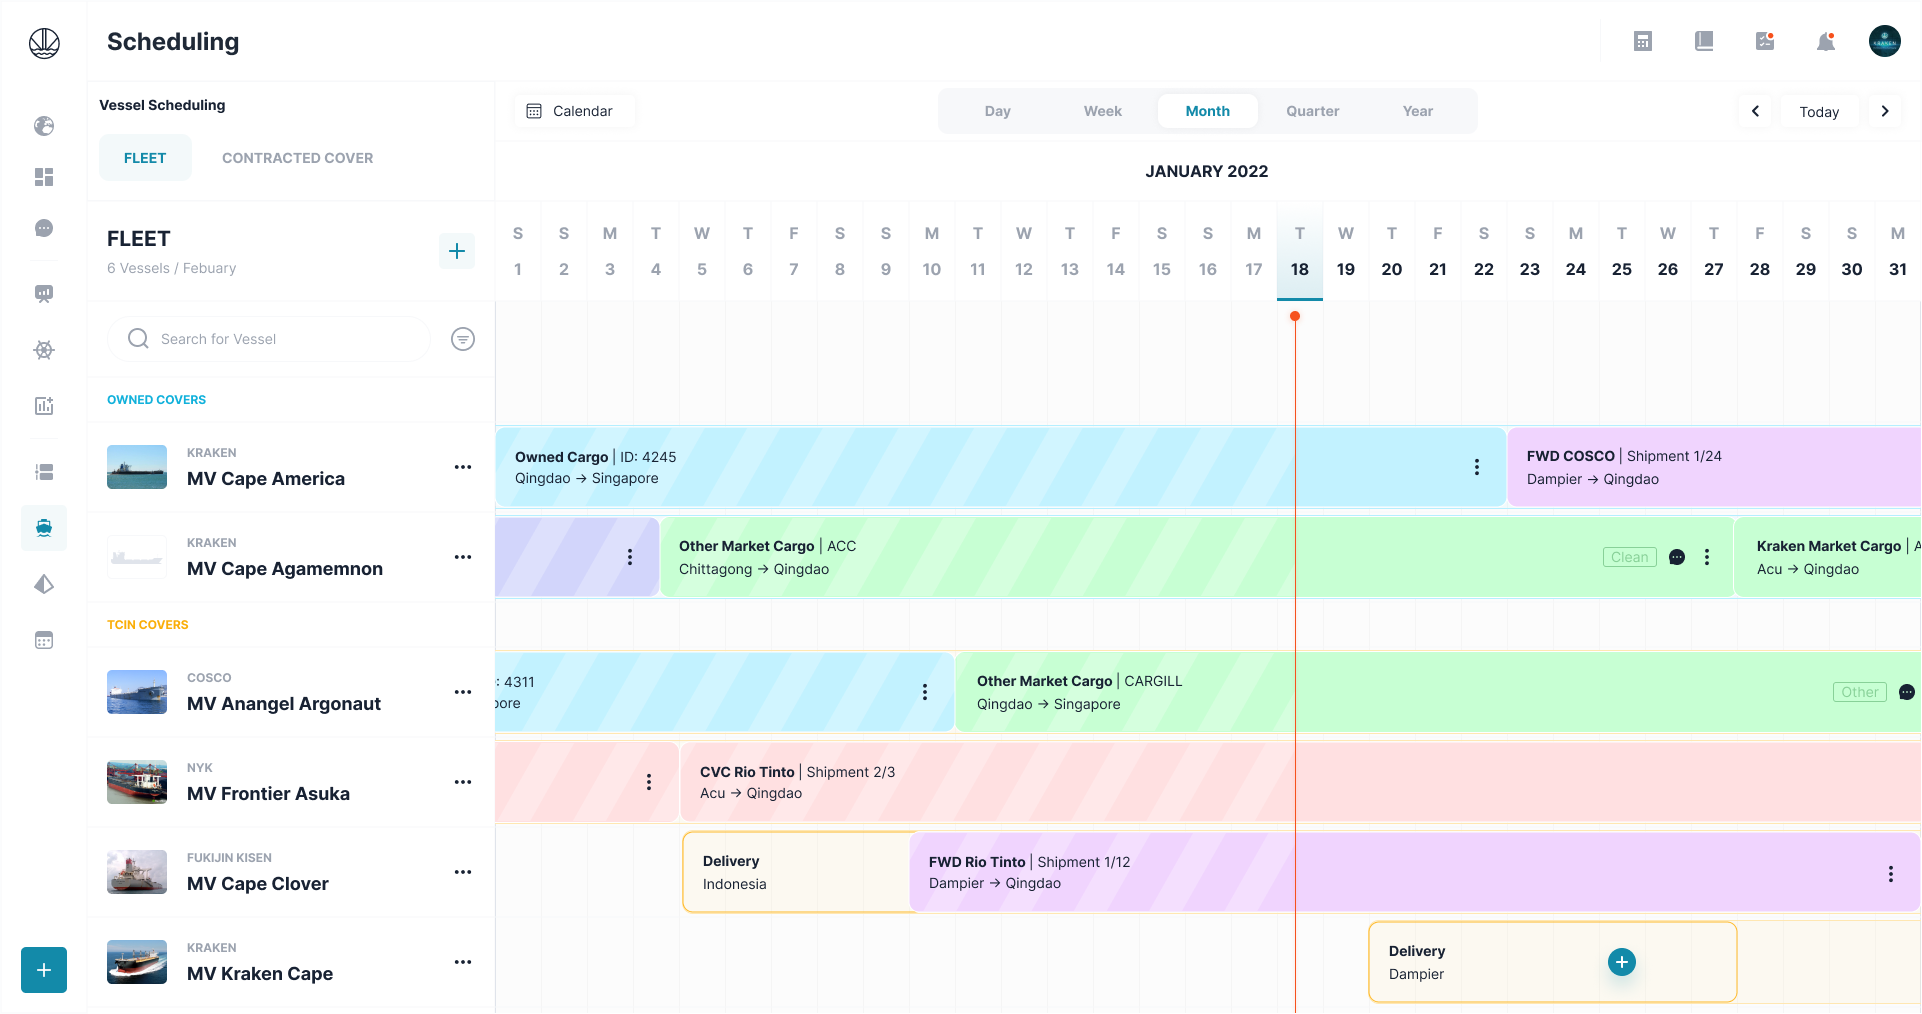 Scheduling
KRAKEN
Vessel Scheduling
FLEET
CONTRACTED COVER
Calendar
Day
Week
Month
Quarter
Year
Today
JANUARY 2022
FLEET
6 Vessels / Febuary
S S M T W T F S S M T W T F S S M T W T F S S M T W T F S S M
1 2 3 4 5 6 7 8 9 10 11 12 13 14 15 16 17 18 19 20 21 22 23 24 25 26 27 28 29 30 31
Search for Vessel
OWNED COVERS
KRAKEN
MV Cape America
Owned Cargo | ID: 4245
Qingdao → Singapore
FWD COSCO | Shipment 1/24
Dampier → Qingdao
KRAKEN
MV Cape Agamemnon
Other Market Cargo | ACC
Chittagong → Qingdao
Clean
Kraken Market Cargo | A
Acu → Qingdao
TCIN COVERS
COSCO
MV Anangel Argonaut
: 4311
pore
Other Market Cargo | CARGILL
Qingdao → Singapore
Other
NYK
MV Frontier Asuka
CVC Rio Tinto | Shipment 2/3
Acu → Qingdao
FUKIJIN KISEN
MV Cape Clover
Delivery
Indonesia
FWD Rio Tinto | Shipment 1/12
Dampier → Qingdao
KRAKEN
MV Kraken Cape
Delivery
Dampier